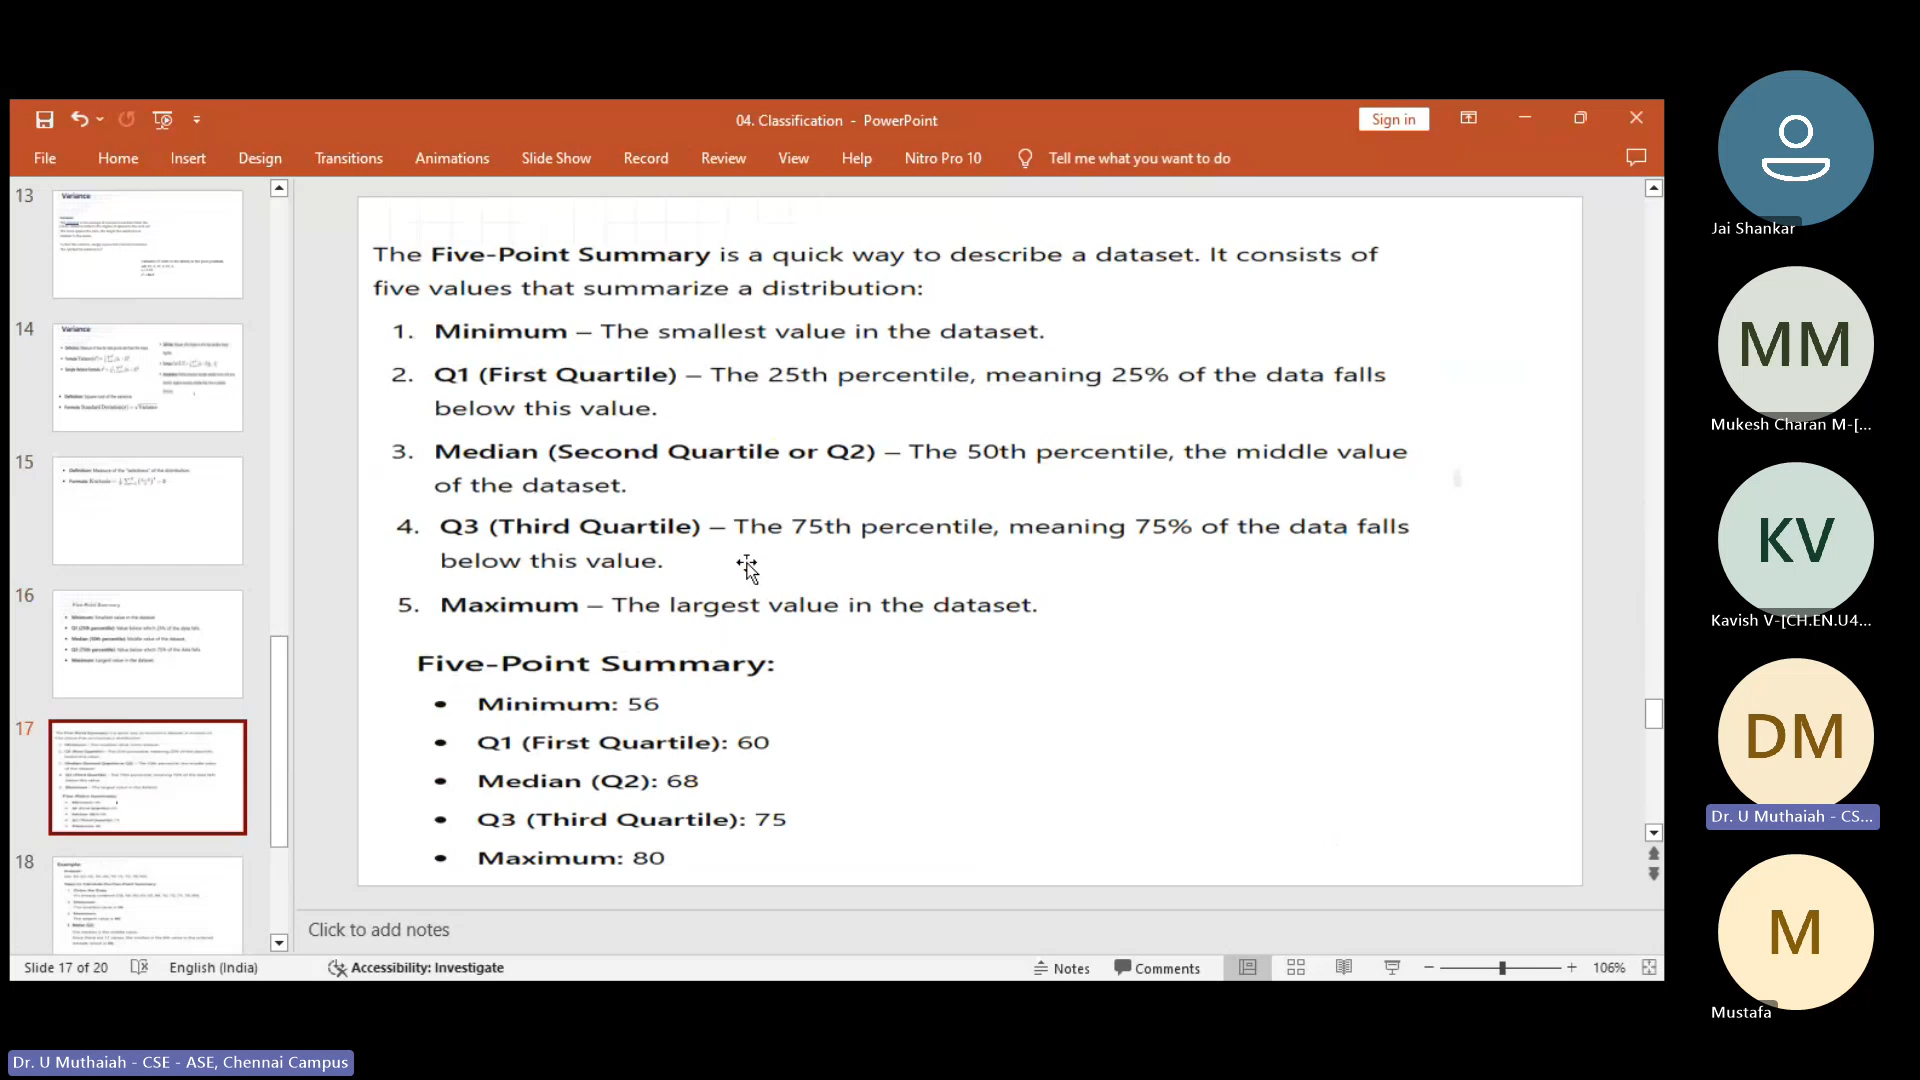 04. Classification - PowerPoint
Sign in
File Home Insert Design Transitions Animations Slide Show Record Review View Help Nitro Pro 10 Tell me what you want to do
13
Variance
14
Variance
15
16
Five-Point Summary
17
18
The Five-Point Summary is a quick way to describe a dataset. It consists of
five values that summarize a distribution:
1. Minimum – The smallest value in the dataset.
2. Q1 (First Quartile) – The 25th percentile, meaning 25% of the data falls
below this value.
3. Median (Second Quartile or Q2) – The 50th percentile, the middle value
of the dataset.
4. Q3 (Third Quartile) – The 75th percentile, meaning 75% of the data falls
below this value.
5. Maximum – The largest value in the dataset.
Five-Point Summary:
• Minimum: 56
• Q1 (First Quartile): 60
• Median (Q2): 68
• Q3 (Third Quartile): 75
• Maximum: 80
Click to add notes
Slide 17 of 20 English (India) Accessibility: Investigate Notes Comments 106%
Jai Shankar
MM
Mukesh Charan M-[...
KV
Kavish V-[CH.EN.U4...
DM
Dr. U Muthaiah - CS...
M
Mustafa
Dr. U Muthaiah - CSE - ASE, Chennai Campus